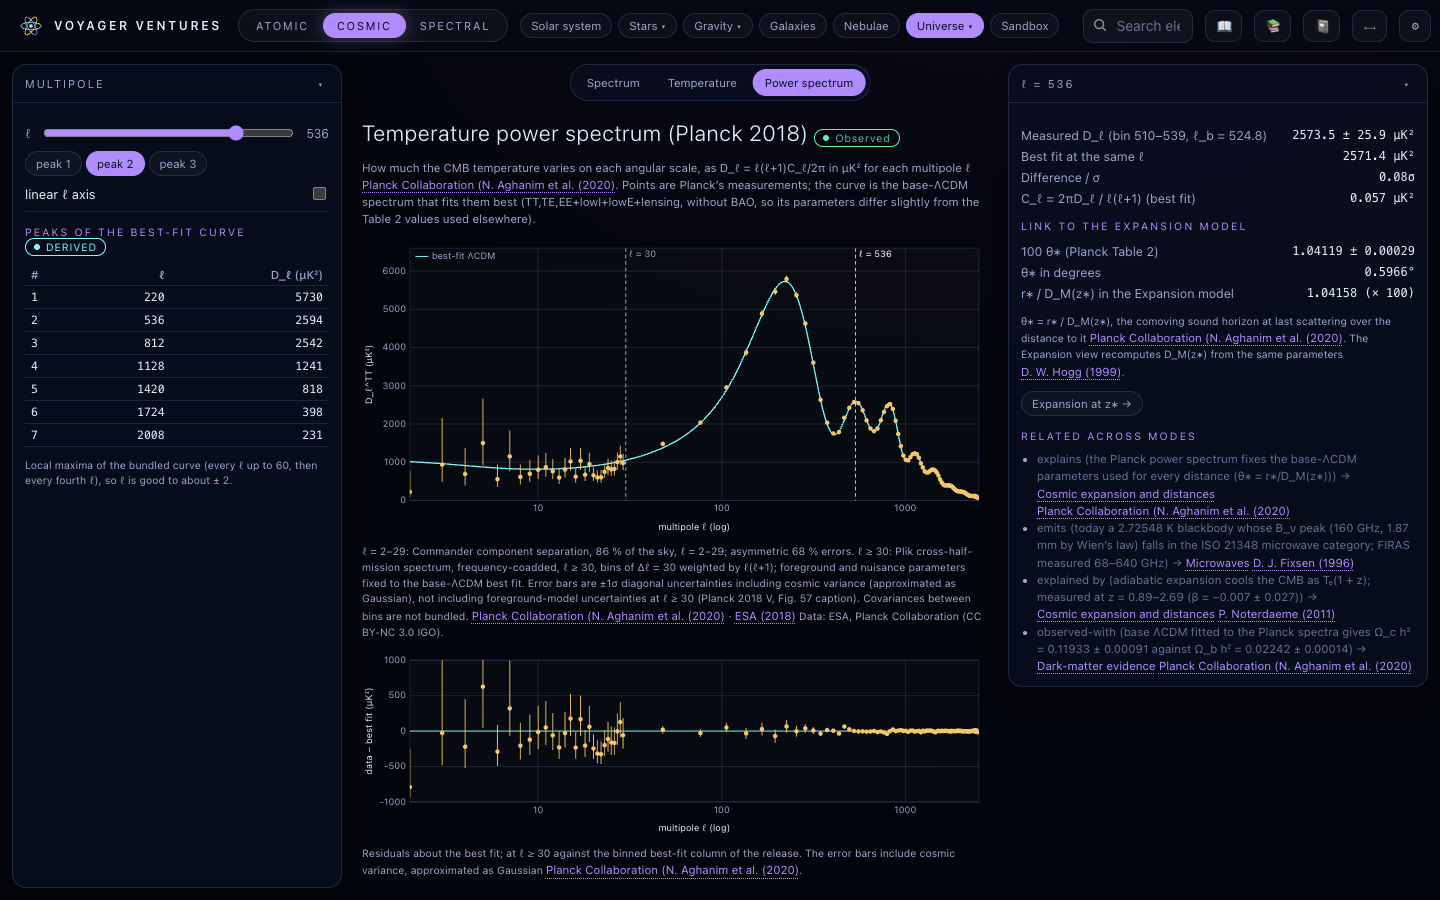 VOYAGER VENTURES
ATOMIC COSMIC SPECTRAL
Solar system Stars ▾ Gravity ▾ Galaxies Nebulae Universe ▾ Sandbox
Search ele
MULTIPOLE ▾
ℓ 536
peak 1 peak 2 peak 3
linear ℓ axis
PEAKS OF THE BEST-FIT CURVE
DERIVED
# ℓ D_ℓ (μK²)
1 220 5730
2 536 2594
3 812 2542
4 1128 1241
5 1420 818
6 1724 398
7 2008 231
Local maxima of the bundled curve (every ℓ up to 60, then
every fourth ℓ), so ℓ is good to about ± 2.
Spectrum Temperature Power spectrum
Temperature power spectrum (Planck 2018) Observed
How much the CMB temperature varies on each angular scale, as D_ℓ = ℓ(ℓ+1)C_ℓ/2π in μK² for each multipole ℓ
Planck Collaboration (N. Aghanim et al. (2020). Points are Planck's measurements; the curve is the base-ΛCDM
spectrum that fits them best (TT,TE,EE+lowl+lowE+lensing, without BAO, so its parameters differ slightly from the
Table 2 values used elsewhere).
best-fit ΛCDM
ℓ = 30
ℓ = 536
D_ℓ^TT (μK²)
6000
5000
4000
3000
2000
1000
0
10 100 1000
multipole ℓ (log)
ℓ = 2–29: Commander component separation, 86 % of the sky, ℓ = 2–29; asymmetric 68 % errors. ℓ ≥ 30: Plik cross-half-
mission spectrum, frequency-coadded, ℓ ≥ 30, bins of Δℓ = 30 weighted by ℓ(ℓ+1); foreground and nuisance parameters
fixed to the base-ΛCDM best fit. Error bars are ±1σ diagonal uncertainties including cosmic variance (approximated as
Gaussian), not including foreground-model uncertainties at ℓ ≥ 30 (Planck 2018 V, Fig. 57 caption). Covariances between
bins are not bundled. Planck Collaboration (N. Aghanim et al. (2020) · ESA (2018) Data: ESA, Planck Collaboration (CC
BY-NC 3.0 IGO).
data − best fit (μK²)
1000
500
0
-500
-1000
10 100 1000
multipole ℓ (log)
Residuals about the best fit; at ℓ ≥ 30 against the binned best-fit column of the release. The error bars include cosmic
variance, approximated as Gaussian Planck Collaboration (N. Aghanim et al. (2020).
ℓ = 536 ▾
Measured D_ℓ (bin 510–539, ℓ_b = 524.8) 2573.5 ± 25.9 μK²
Best fit at the same ℓ 2571.4 μK²
Difference / σ 0.08σ
C_ℓ = 2πD_ℓ / ℓ(ℓ+1) (best fit) 0.057 μK²
LINK TO THE EXPANSION MODEL
100 θ∗ (Planck Table 2) 1.04119 ± 0.00029
θ∗ in degrees 0.5966°
r∗ / D_M(z∗) in the Expansion model 1.04158 (× 100)
θ∗ = r∗ / D_M(z∗), the comoving sound horizon at last scattering over the
distance to it Planck Collaboration (N. Aghanim et al. (2020). The
Expansion view recomputes D_M(z∗) from the same parameters
D. W. Hogg (1999).
Expansion at z∗ →
RELATED ACROSS MODES
• explains (the Planck power spectrum fixes the base-ΛCDM
parameters used for every distance (θ∗ = r∗/D_M(z∗))) →
Cosmic expansion and distances
Planck Collaboration (N. Aghanim et al. (2020)
• emits (today a 2.72548 K blackbody whose B_ν peak (160 GHz, 1.87
mm by Wien's law) falls in the ISO 21348 microwave category; FIRAS
measured 68–640 GHz) → Microwaves D. J. Fixsen (1996)
• explained by (adiabatic expansion cools the CMB as T₀(1 + z);
measured at z = 0.89–2.69 (β = −0.007 ± 0.027)) →
Cosmic expansion and distances P. Noterdaeme (2011)
• observed-with (base ΛCDM fitted to the Planck spectra gives Ω_c h²
= 0.11933 ± 0.00091 against Ω_b h² = 0.02242 ± 0.00014) →
Dark-matter evidence Planck Collaboration (N. Aghanim et al. (2020)